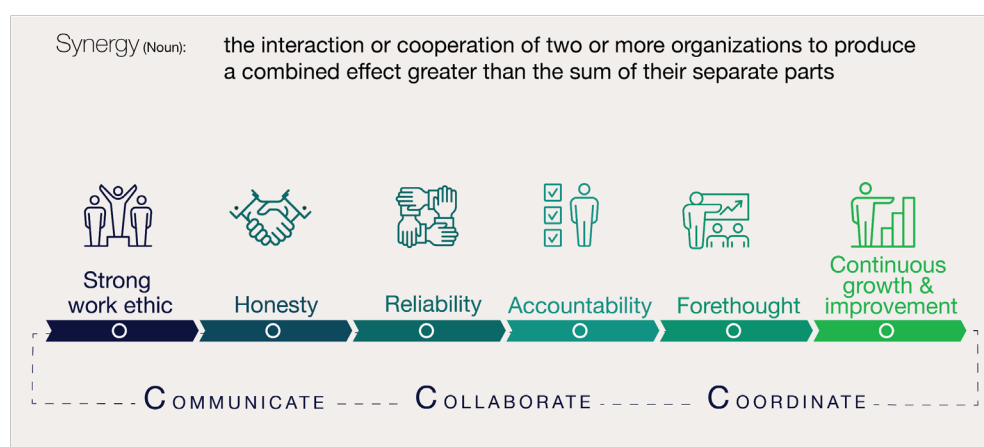 Synergy (Noun): the interaction or cooperation of two or more organizations to produce
a combined effect greater than the sum of their separate parts
Strong
work ethic
Honesty
Reliability
Accountability
Forethought
Continuous
growth &
improvement
COMMUNICATE
COLLABORATE
COORDINATE